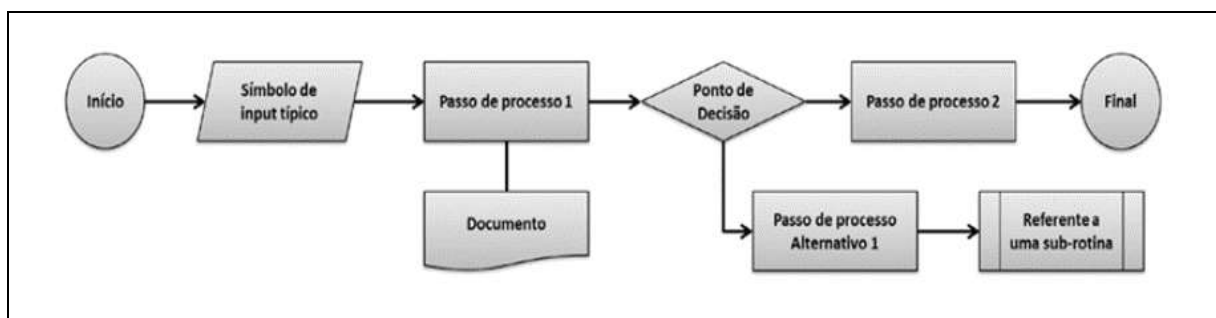 Início
Símbolo de
input típico
Passo de processo 1
Ponto de
Decisão
Passo de processo 2
Final
Documento
Passo de processo
Alternativo 1
Referente a
uma sub-rotina